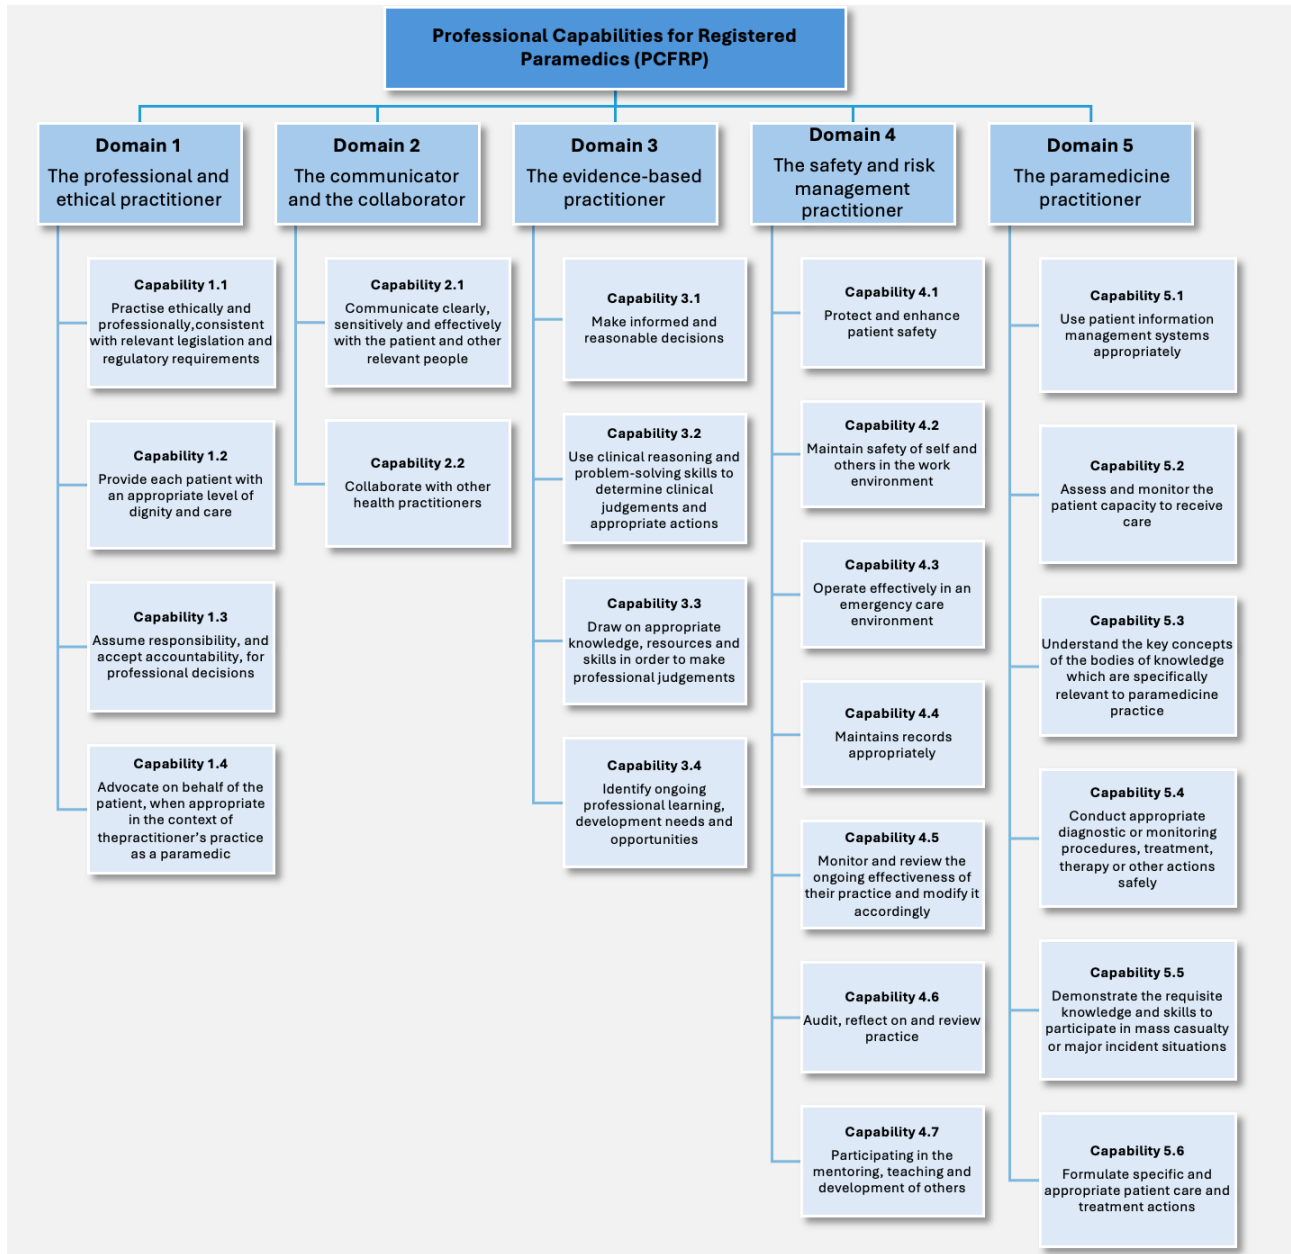 Professional Capabilities for Registered
Paramedics (PCFRP)
Domain 1
The professional and
ethical practitioner
Capability 1.1
Practise ethically and
professionally,consistent
with relevant legislation and
regulatory requirements
Capability 1.2
Provide each patient with
an appropriate level of
dignity and care
Capability 1.3
Assume responsibility, and
accept accountability, for
professional decisions
Capability 1.4
Advocate on behalf of the
patient, when appropriate
in the context of
thepractitioner's practice
as a paramedic
Domain 2
The communicator
and the collaborator
Capability 2.1
Communicate clearly,
sensitively and effectively
with the patient and other
relevant people
Capability 2.2
Collaborate with other
health practitioners
Domain 3
The evidence-based
practitioner
Capability 3.1
Make informed and
reasonable decisions
Capability 3.2
Use clinical reasoning and
problem-solving skills to
determine clinical
judgements and
appropriate actions
Capability 3.3
Draw on appropriate
knowledge, resources and
skills in order to make
professional judgements
Capability 3.4
Identify ongoing
professional learning,
development needs and
opportunities
Domain 4
The safety and risk
management
practitioner
Capability 4.1
Protect and enhance
patient safety
Capability 4.2
Maintain safety of self and
others in the work
environment
Capability 4.3
Operate effectively in an
emergency care
environment
Capability 4.4
Maintains records
appropriately
Capability 4.5
Monitor and review the
ongoing effectiveness of
their practice and modify it
accordingly
Capability 4.6
Audit, reflect on and review
practice
Capability 4.7
Participating in the
mentoring, teaching and
development of others
Domain 5
The paramedicine
practitioner
Capability 5.1
Use patient information
management systems
appropriately
Capability 5.2
Assess and monitor the
patient capacity to receive
care
Capability 5.3
Understand the key concepts
of the bodies of knowledge
which are specifically
relevant to paramedicine
practice
Capability 5.4
Conduct appropriate
diagnostic or monitoring
procedures, treatment,
therapy or other actions
safely
Capability 5.5
Demonstrate the requisite
knowledge and skills to
participate in mass casualty
or major incident situations
Capability 5.6
Formulate specific and
appropriate patient care and
treatment actions